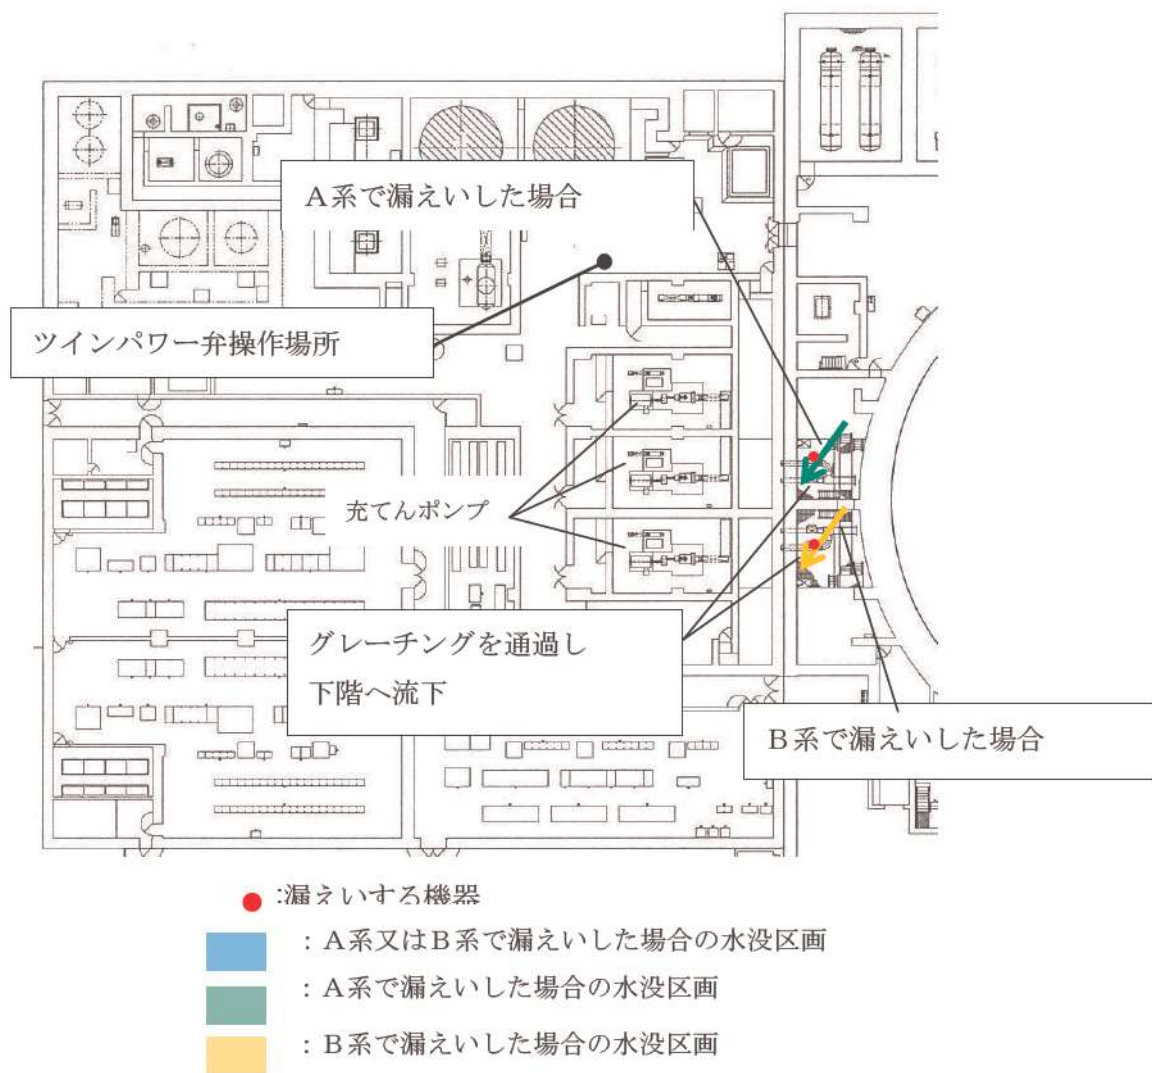 A系で漏えいした場合
ツインパワー弁操作場所
充てんポンプ
グレーチングを通過し
下階へ流下
B系で漏えいした場合
:漏えいする機器
：A系又はB系で漏えいした場合の水没区画
：A系で漏えいした場合の水没区画
：B系で漏えいした場合の水没区画